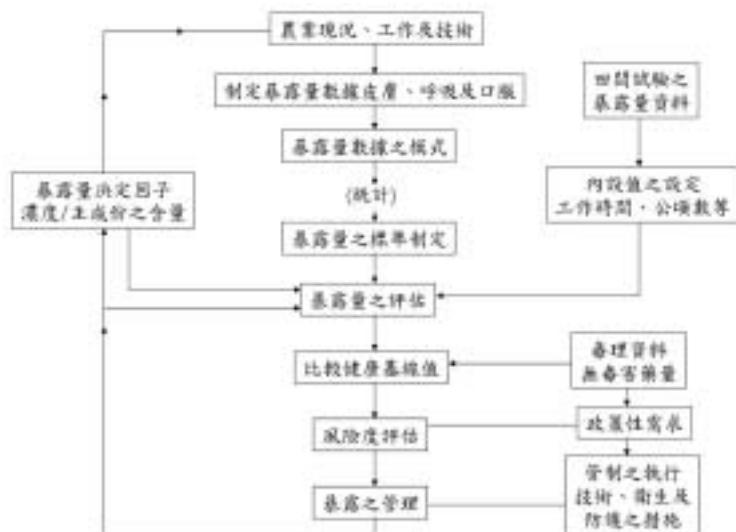 農業現況、工作及技術
制定暴露量數據皮膚、呼吸及口服
田間試驗之
暴露量資料
暴露量數據之模式
(統計)
暴露量決定因子
濃度/主成份之含量
內設值之設定
工作時間、公頃數等
暴露量之標準制定
暴露量之評估
比較健康基線值
毒理資料
無毒害藥量
風險度評估
政策性需求
暴露之管理
管制之執行
技術、衛生及
防護之措施